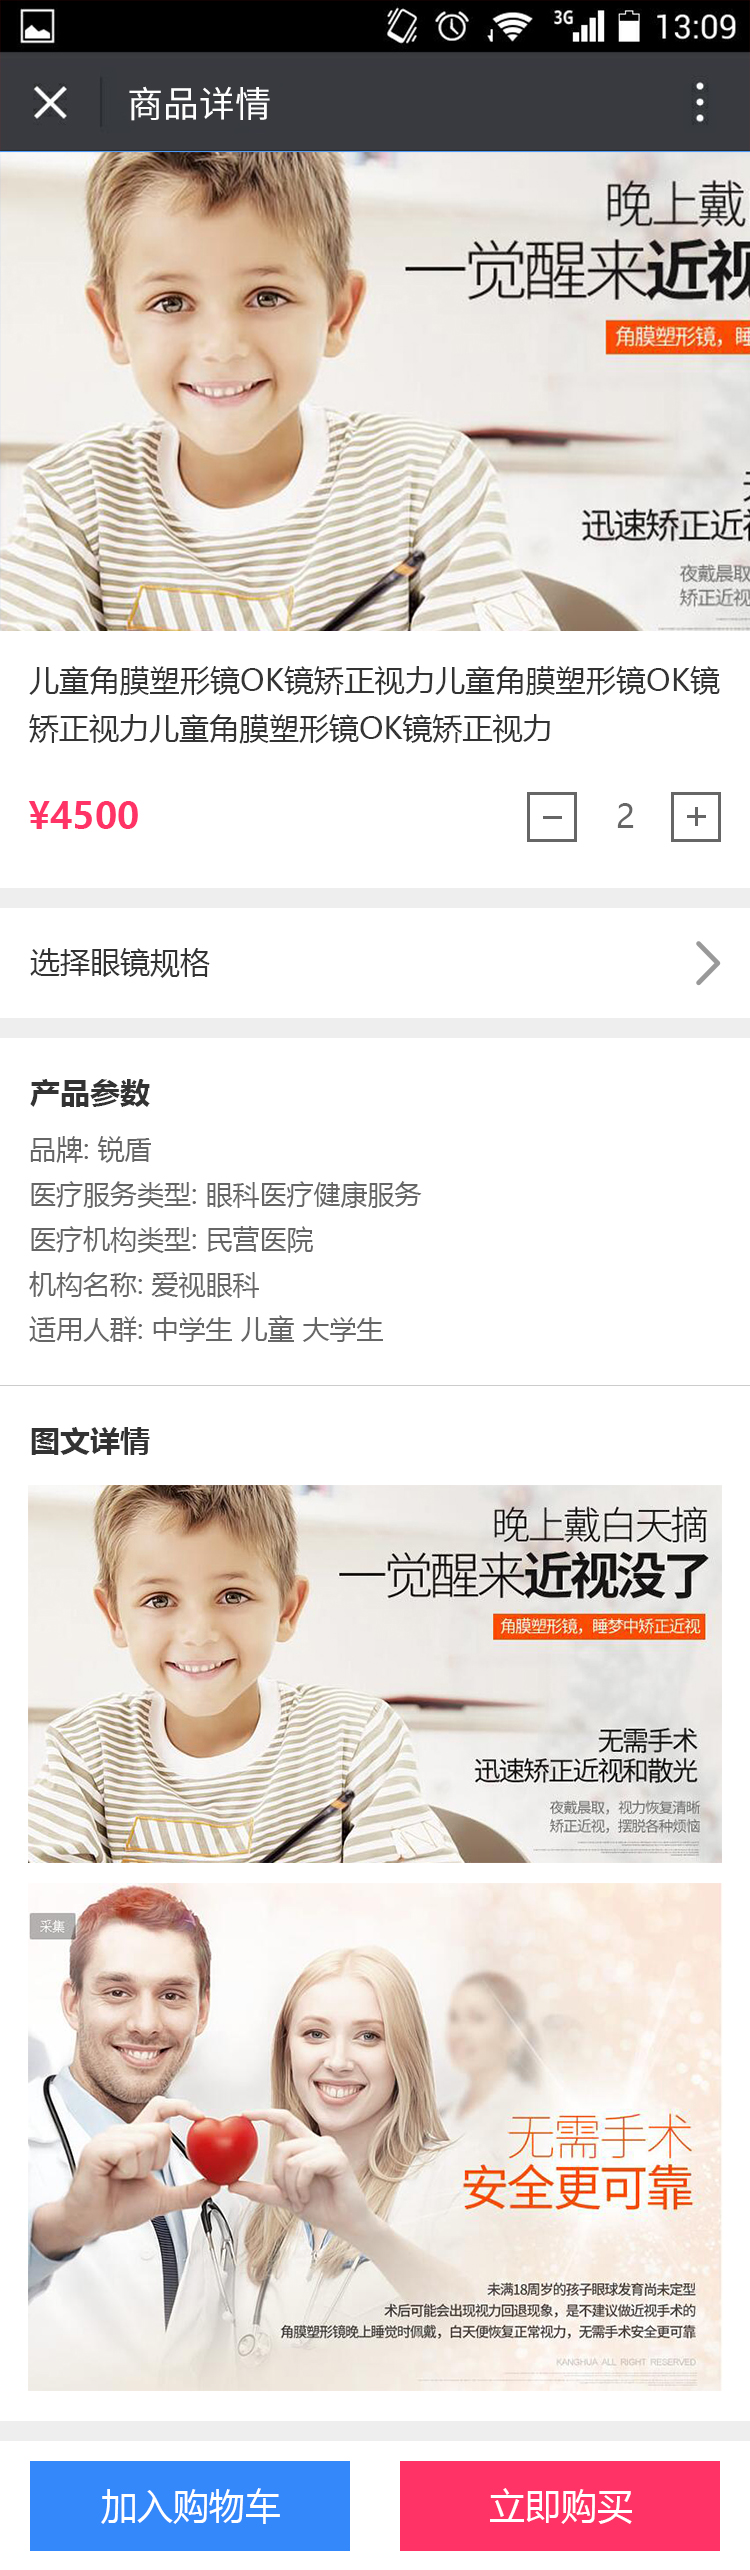 3G 13:09
商品详情
晚上戴
一觉醒来近视
角膜塑形镜，睡
迅速矫正近视
夜戴晨取
矫正近视
儿童角膜塑形镜OK镜矫正视力儿童角膜塑形镜OK镜
矫正视力儿童角膜塑形镜OK镜矫正视力
¥4500
2
选择眼镜规格
产品参数
品牌: 锐盾
医疗服务类型: 眼科医疗健康服务
医疗机构类型: 民营医院
机构名称: 爱视眼科
适用人群: 中学生 儿童 大学生
图文详情
晚上戴白天摘
一觉醒来近视没了
角膜塑形镜，睡梦中矫正近视
无需手术
迅速矫正近视和散光
夜戴晨取，视力恢复清晰
矫正近视，摆脱各种烦恼
采集
无需手术
安全更可靠
未满18周岁的孩子眼球发育尚未定型
术后可能会出现视力回退现象，是不建议做近视手术的
角膜塑形镜晚上睡觉时佩戴，白天便恢复正常视力，无需手术安全更可靠
KANGHUA ALL RIGHT RESERVED
加入购物车
立即购买